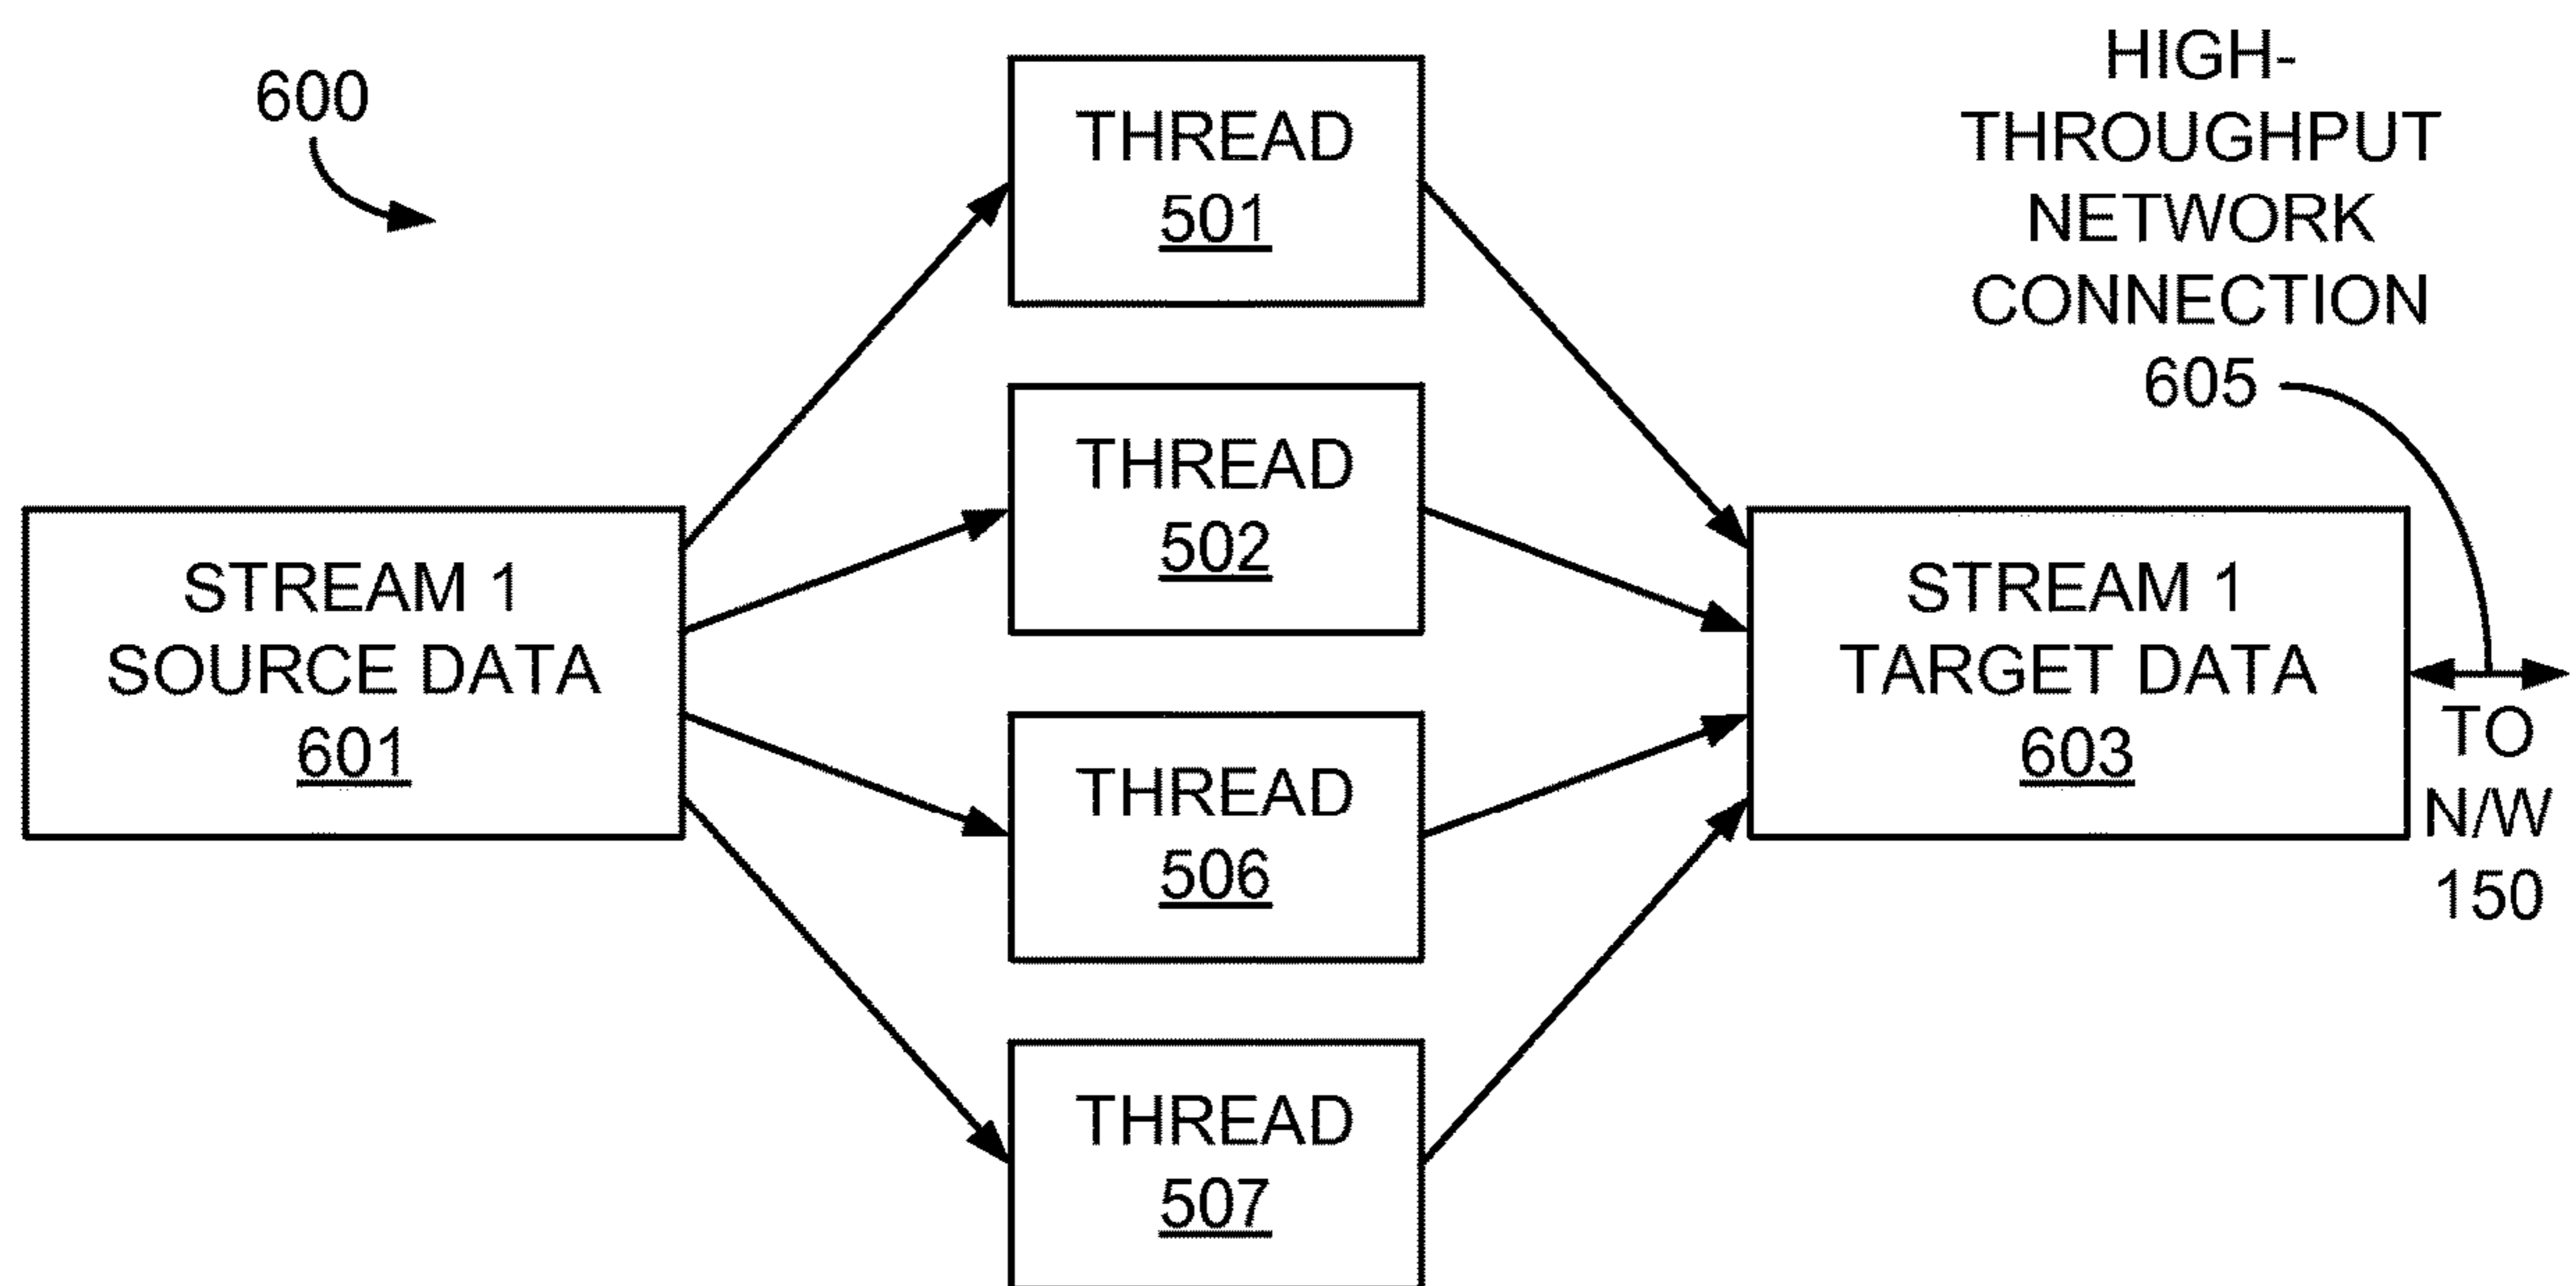 600
THREAD
501
HIGH-
THROUGHPUT
NETWORK
CONNECTION
605
THREAD
502
STREAM 1
SOURCE DATA
601
STREAM 1
TARGET DATA
603
TO
N/W
150
THREAD
506
THREAD
507